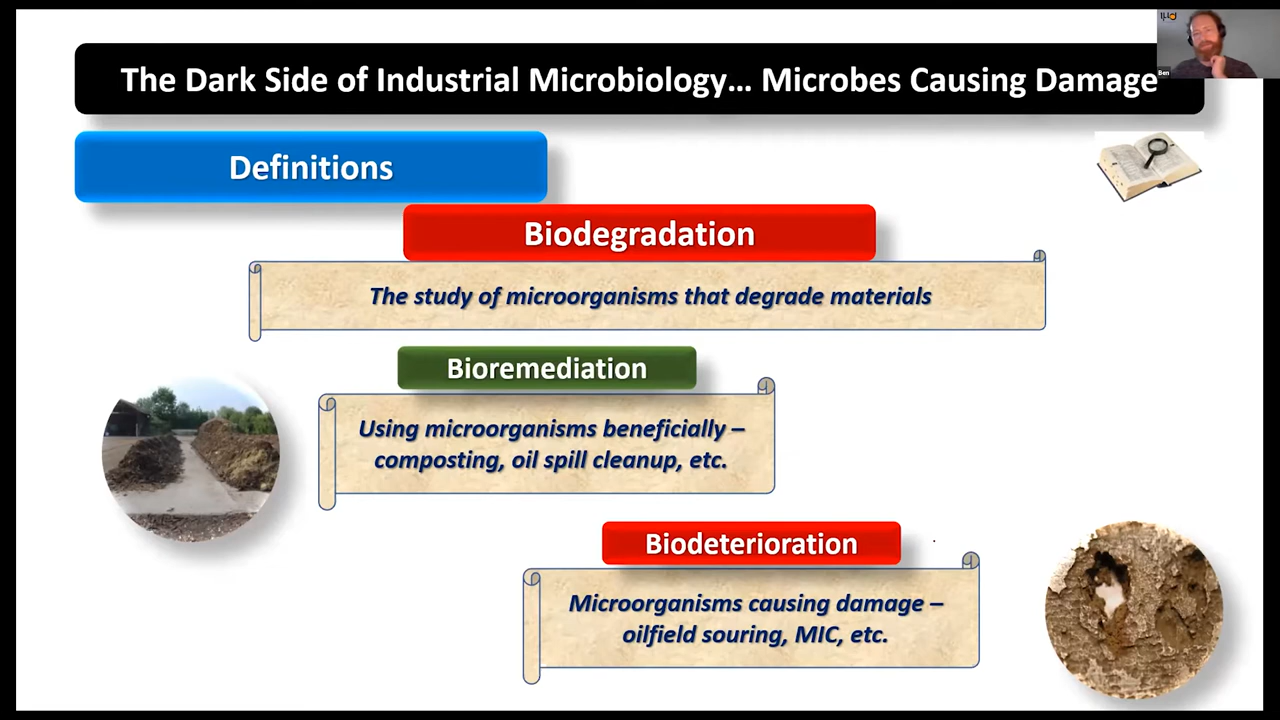 The Dark Side of Industrial Microbiology... Microbes Causing Damage
Ben
Definitions
Biodegradation
The study of microorganisms that degrade materials
Bioremediation
Using microorganisms beneficially –
composting, oil spill cleanup, etc.
Biodeterioration
Microorganisms causing damage –
oilfield souring, MIC, etc.